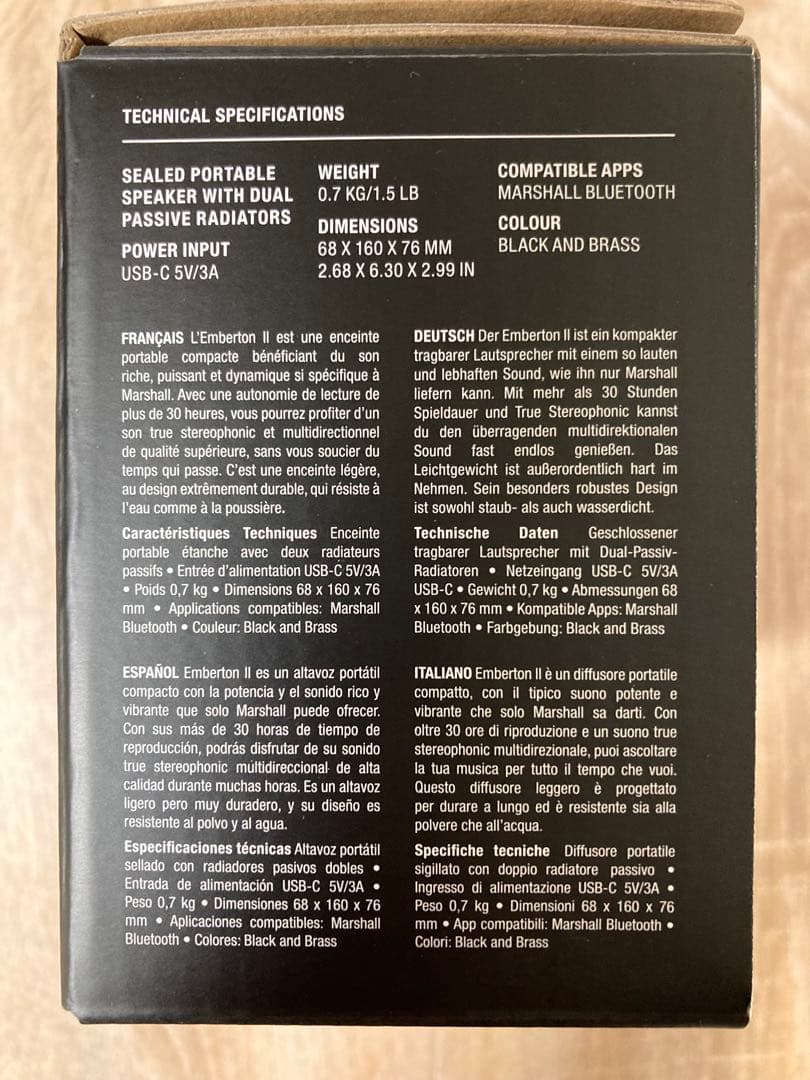 TECHNICAL SPECIFICATIONS
SEALED PORTABLE
SPEAKER WITH DUAL
PASSIVE RADIATORS
POWER INPUT
USB-C 5V/3A
WEIGHT
0.7 KG/1.5 LB
DIMENSIONS
68 X 160 X 76 MM
2.68 X 6.30 X 2.99 IN
COMPATIBLE APPS
MARSHALL BLUETOOTH
COLOUR
BLACK AND BRASS
FRANÇAIS L'Emberton II est une enceinte
portable compacte bénéficiant du son
riche, puissant et dynamique si spécifique à
Marshall. Avec une autonomie de lecture de
plus de 30 heures, vous pourrez profiter d'un
son true stereophonic et multidirectionnel
de qualité supérieure, sans vous soucier du
temps qui passe. C'est une enceinte légère,
au design extrêmement durable, qui résiste à
l'eau comme à la poussière.
Caractéristiques Techniques Enceinte
portable étanche avec deux radiateurs
passifs • Entrée d'alimentation USB-C 5V/3A
• Poids 0,7 kg • Dimensions 68 x 160 x 76
mm • Applications compatibles: Marshall
Bluetooth • Couleur: Black and Brass
DEUTSCH Der Emberton II ist ein kompakter
tragbarer Lautsprecher mit einem so lauten
und lebhaften Sound, wie ihn nur Marshall
liefern kann. Mit mehr als 30 Stunden
Spieldauer und True Stereophonic kannst
du den überragenden multidirektionalen
Sound fast endlos genießen. Das
Leichtgewicht ist außerordentlich hart im
Nehmen. Sein besonders robustes Design
ist sowohl staub- als auch wasserdicht.
Technische Daten Geschlossener
tragbarer Lautsprecher mit Dual-Passiv-
Radiatoren • Netzeingang USB-C 5V/3A
USB-C • Gewicht 0,7 kg • Abmessungen 68
x 160 x 76 mm • Kompatible Apps: Marshall
Bluetooth • Farbgebung: Black and Brass
ESPAÑOL Emberton II es un altavoz portátil
compacto con la potencia y el sonido rico y
vibrante que solo Marshall puede ofrecer.
Con sus más de 30 horas de tiempo de
reproducción, podrás disfrutar de su sonido
true stereophonic multidireccional de alta
calidad durante muchas horas. Es un altavoz
ligero pero muy duradero, y su diseño es
resistente al polvo y al agua.
Especificaciones técnicas Altavoz portátil
sellado con radiadores pasivos dobles •
Entrada de alimentación USB-C 5V/3A •
Peso 0,7 kg • Dimensiones 68 x 160 x 76
mm • Aplicaciones compatibles: Marshall
Bluetooth • Colores: Black and Brass
ITALIANO Emberton II è un diffusore portatile
compatto, con il tipico suono potente e
vibrante che solo Marshall sa darti. Con
oltre 30 ore di riproduzione e un suono true
stereophonic multidirezionale, puoi ascoltare
la tua musica per tutto il tempo che vuoi.
Questo diffusore leggero è progettato
per durare a lungo ed è resistente sia alla
polvere che all'acqua.
Specifiche tecniche Diffusore portatile
sigillato con doppio radiatore passivo •
Ingresso di alimentazione USB-C 5V/3A •
Peso 0,7 kg • Dimensioni 68 x 160 x 76
mm • App compatibili: Marshall Bluetooth •
Colori: Black and Brass